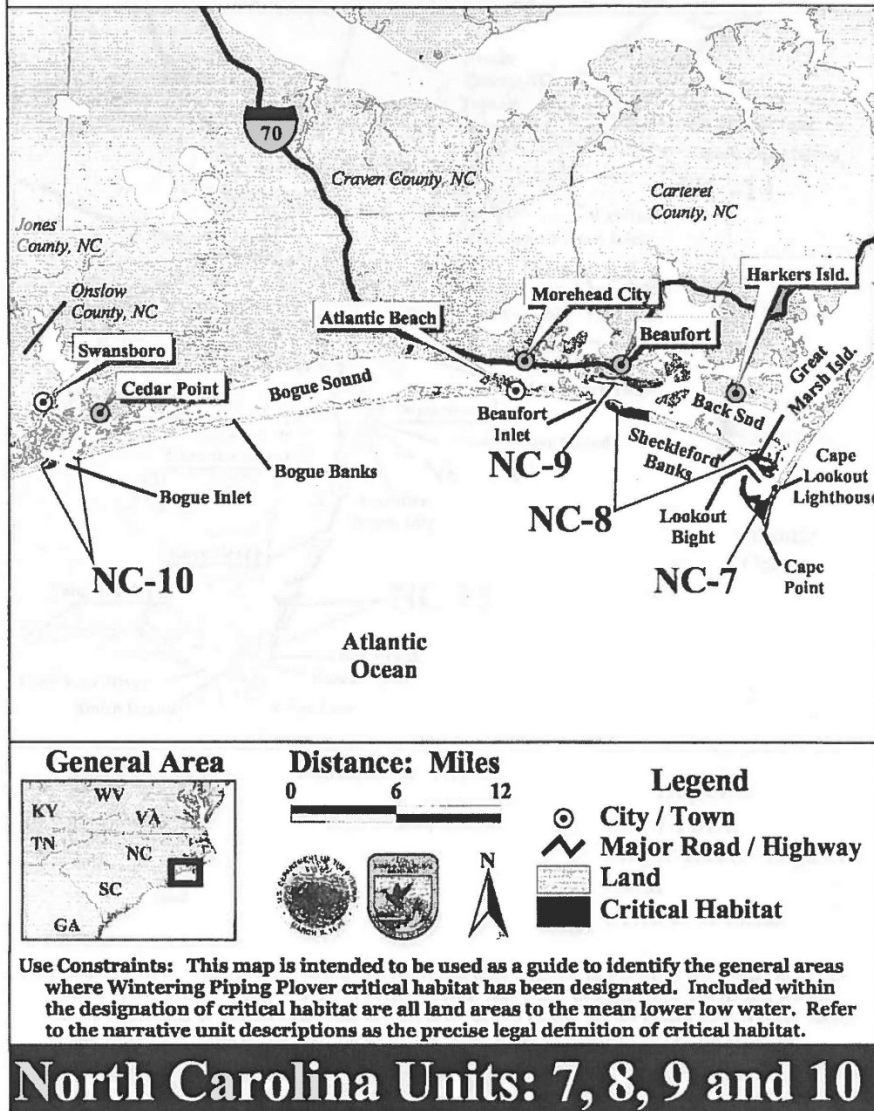 70
Craven County, NC
Carteret
County, NC
Jones
County, NC
Onslow
County, NC
Harkers Isld.
Morehead City
Atlantic Beach
Beaufort
Swansboro
Cedar Point
Bogue Sound
Great
Marsh Isld.
Back Snd
Beaufort
Inlet
Bogue Banks
NC-9
Sheckleford
Banks
Cape
Lookout
Lighthouse
Bogue Inlet
NC-8
Lookout
Bight
NC-10
NC-7
Cape
Point
Atlantic
Ocean
General Area
WV
KY
VA
TN
NC
SC
GA
Distance: Miles
0 6 12
N
Legend
City / Town
Major Road / Highway
Land
Critical Habitat
Use Constraints: This map is intended to be used as a guide to identify the general areas
where Wintering Piping Plover critical habitat has been designated. Included within
the designation of critical habitat are all land areas to the mean lower low water. Refer
to the narrative unit descriptions as the precise legal definition of critical habitat.
North Carolina Units: 7, 8, 9 and 10